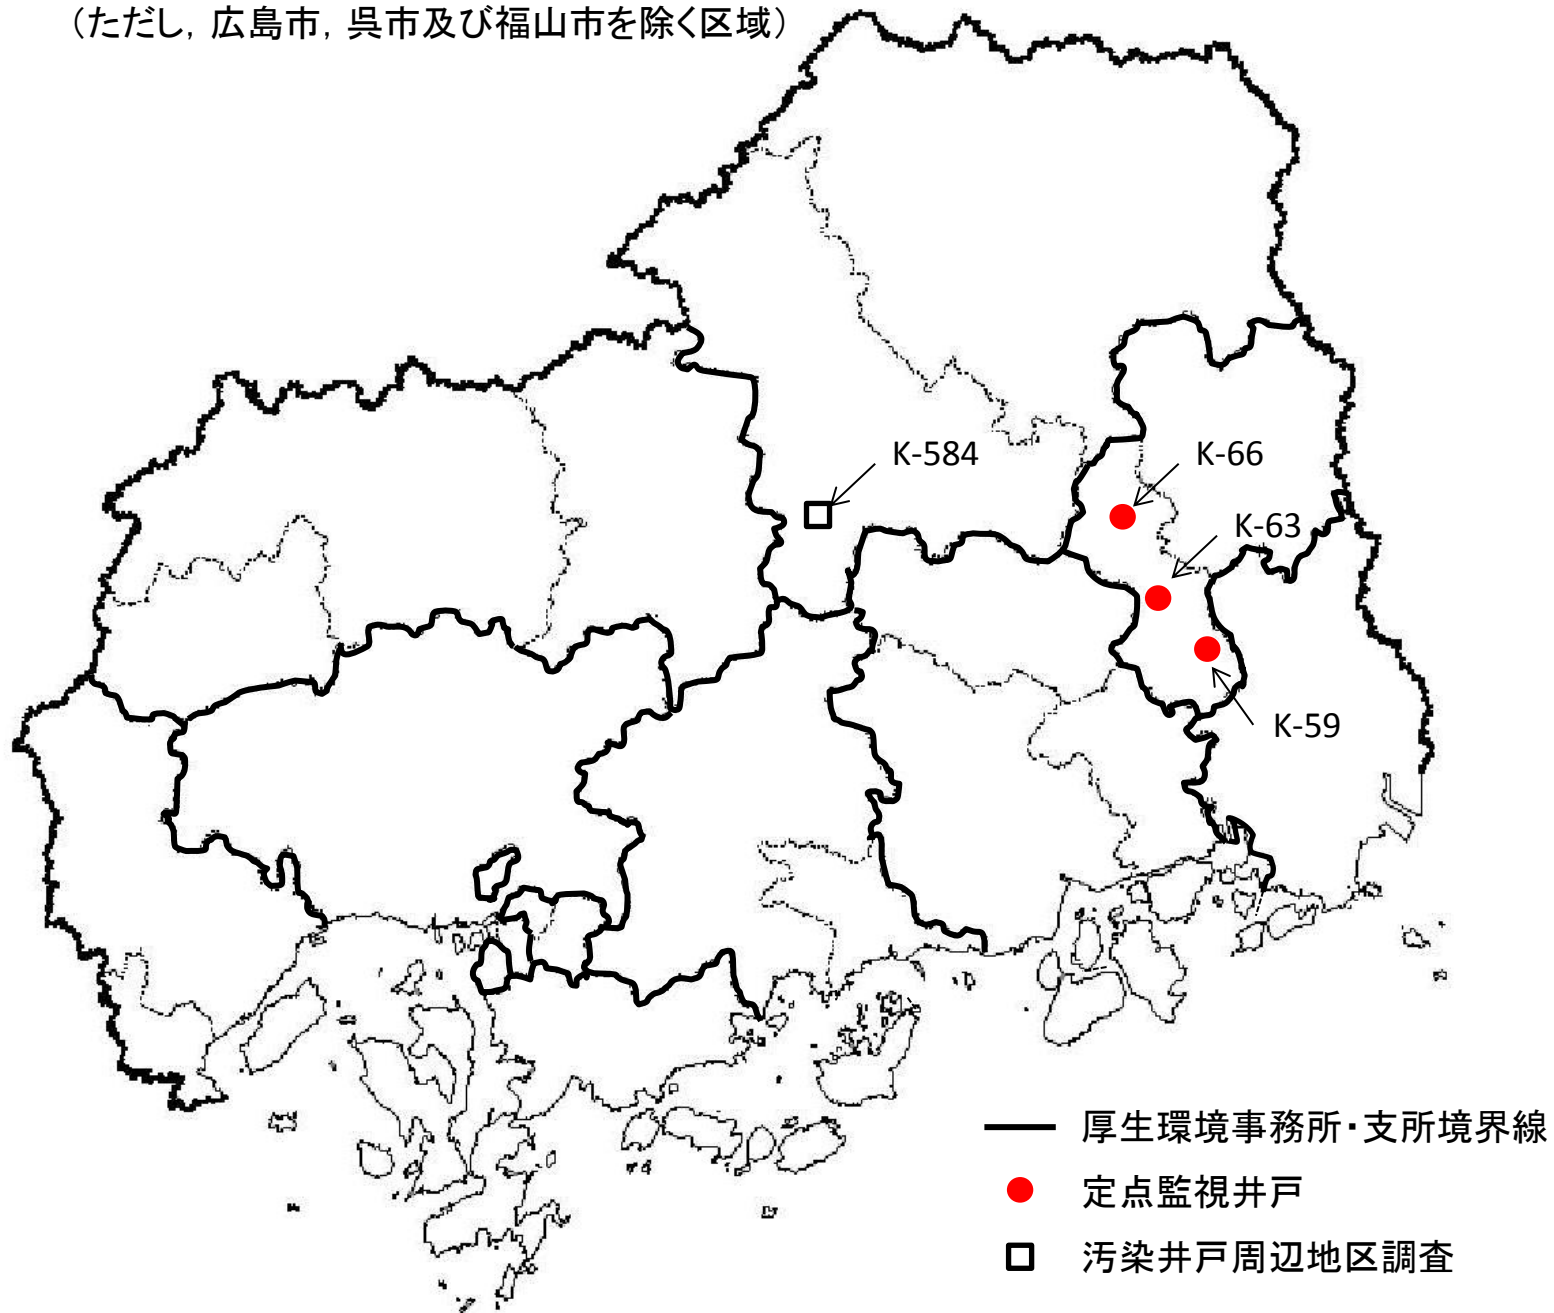 （ただし，広島市，呉市及び福山市を除く区域）
K-584
K-66
K-63
K-59
厚生環境事務所・支所境界線
定点監視井戸
汚染井戸周辺地区調査